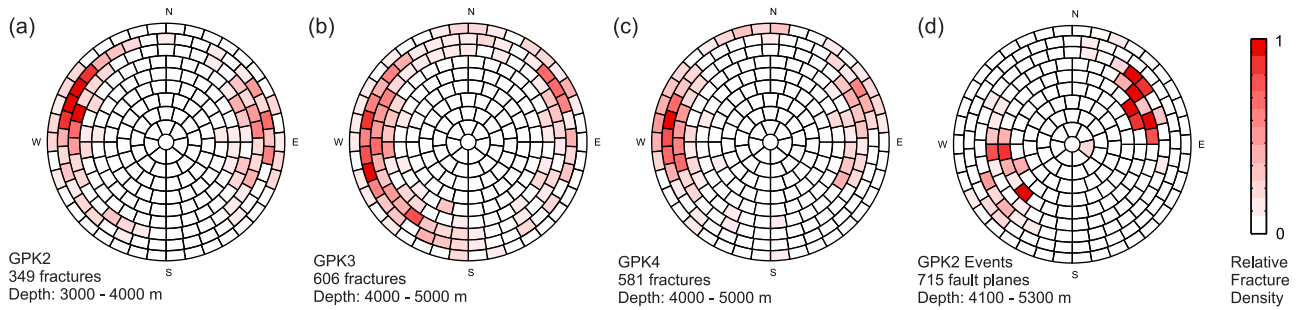 (a)
N
W
E
S
GPK2
349 fractures
Depth: 3000 - 4000 m
(b)
N
W
E
S
GPK3
606 fractures
Depth: 4000 - 5000 m
(c)
N
W
E
S
GPK4
581 fractures
Depth: 4000 - 5000 m
(d)
N
W
E
S
GPK2 Events
715 fault planes
Depth: 4100 - 5300 m
1
0
Relative
Fracture
Density